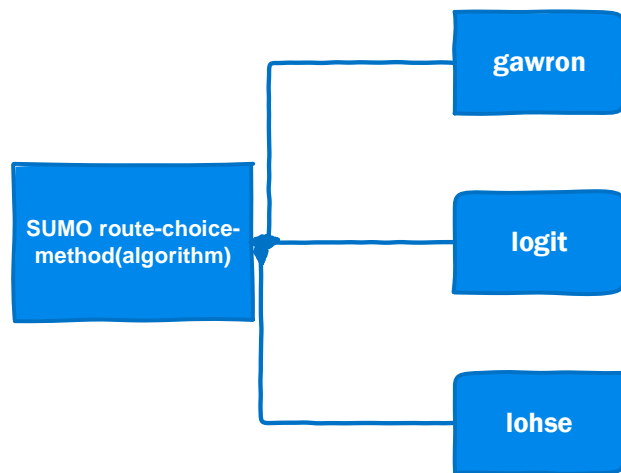 gawron
SUMO route-choice-
method(algorithm)
logit
lohse